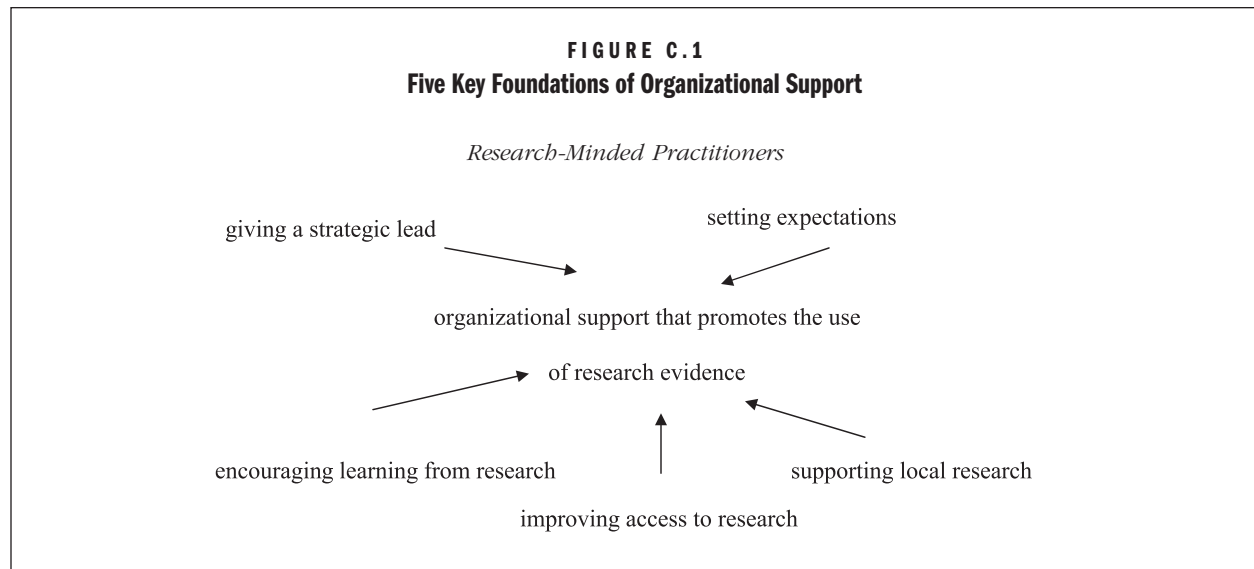 FIGURE C.1
Five Key Foundations of Organizational Support
Research-Minded Practitioners
giving a strategic lead
setting expectations
organizational support that promotes the use
of research evidence
encouraging learning from research
supporting local research
improving access to research